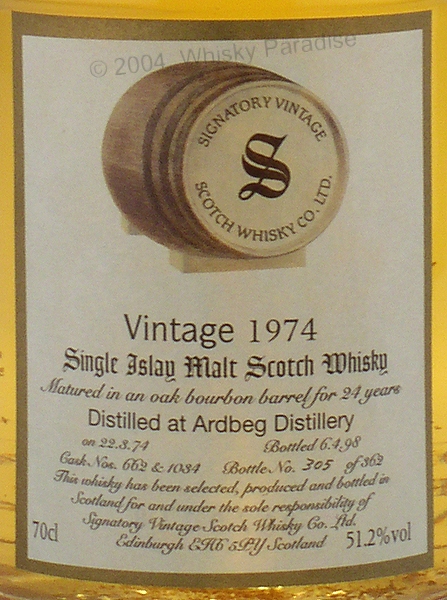 © 2004 Whisky Paradise
SIGNATORY VINTAGE
S
SCOTCH WHISKY CO. LTD.
Vintage 1974
Single Islay Malt Scotch Whisky
Matured in an oak bourbon barrel for 24 years
Distilled at Ardbeg Distillery
on 22.3.74 Bottled 6.4.98
Cask Nos. 662 & 1034 Bottle No. 305 of 362
This whisky has been selected, produced and bottled in
Scotland for and under the sole responsibility of
Signatory Vintage Scotch Whisky Co. Ltd.
Edinburgh EH6 5PY Scotland
70cl 51.2%vol